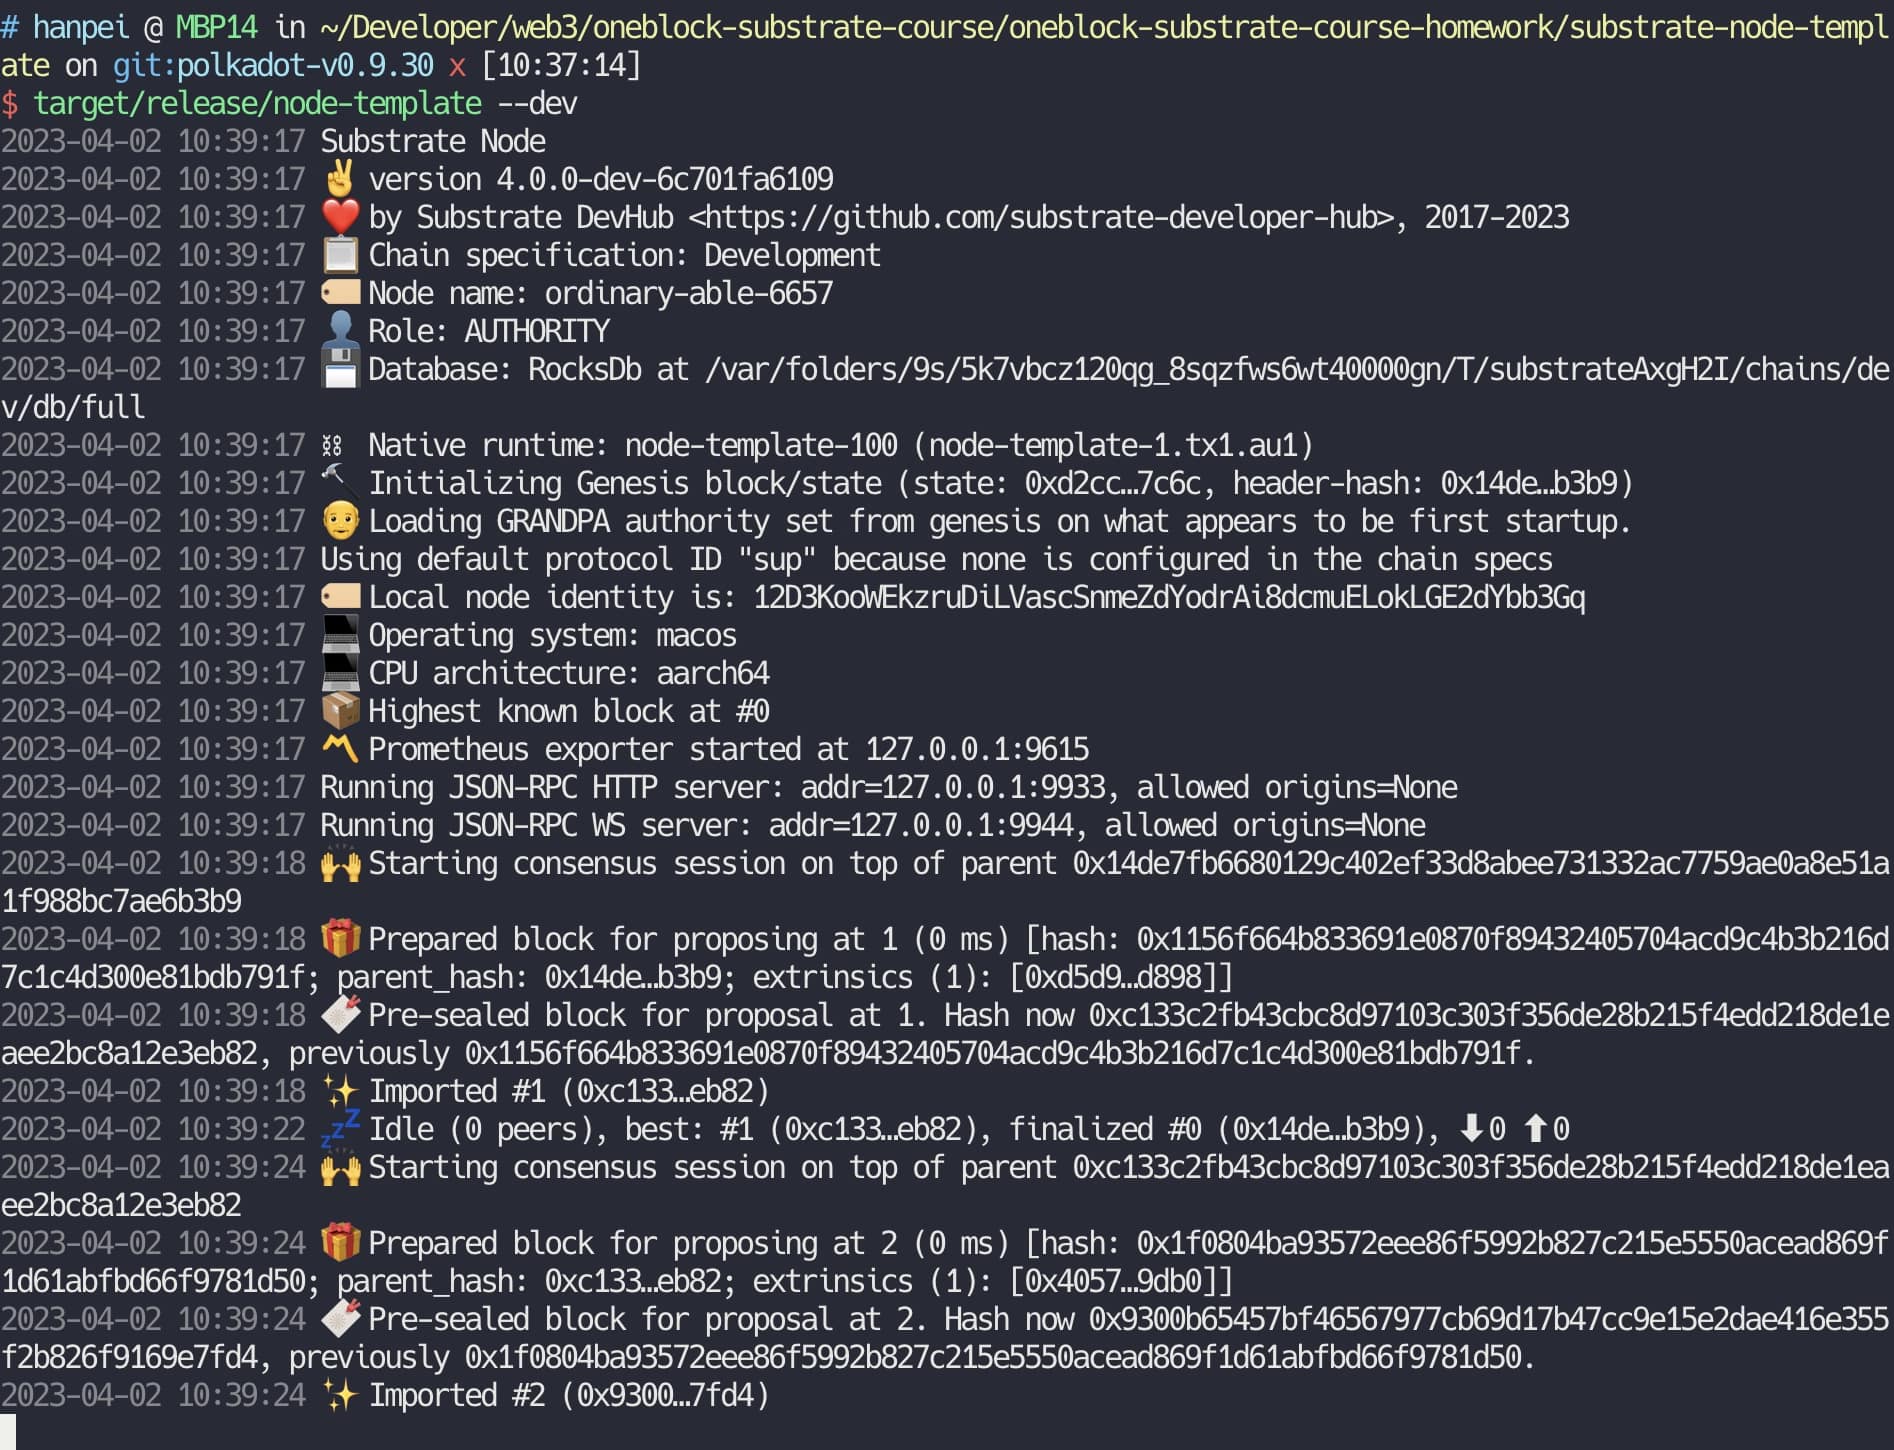 # hanpei @ MBP14 in ~/Developer/web3/oneblock-substrate-course/oneblock-substrate-course-homework/substrate-node-templ
ate on git:polkadot-v0.9.30 x [10:37:14]
$ target/release/node-template --dev
2023-04-02 10:39:17 Substrate Node
2023-04-02 10:39:17 ✌️ version 4.0.0-dev-6c701fa6109
2023-04-02 10:39:17 ❤️ by Substrate DevHub <https://github.com/substrate-developer-hub>, 2017-2023
2023-04-02 10:39:17 📋 Chain specification: Development
2023-04-02 10:39:17 🏷 Node name: ordinary-able-6657
2023-04-02 10:39:17 👤 Role: AUTHORITY
2023-04-02 10:39:17 💾 Database: RocksDb at /var/folders/9s/5k7vbcz120qg_8sqzfws6wt40000gn/T/substrateAxgH2I/chains/de
v/db/full
2023-04-02 10:39:17 ⛓ Native runtime: node-template-100 (node-template-1.tx1.au1)
2023-04-02 10:39:17 🔨 Initializing Genesis block/state (state: 0xd2cc…7c6c, header-hash: 0x14de…b3b9)
2023-04-02 10:39:17 👴 Loading GRANDPA authority set from genesis on what appears to be first startup.
2023-04-02 10:39:17 Using default protocol ID "sup" because none is configured in the chain specs
2023-04-02 10:39:17 🏷 Local node identity is: 12D3KooWEkzruDiLVascSnmeZdYodrAi8dcmuELokLGE2dYbb3Gq
2023-04-02 10:39:17 💻 Operating system: macos
2023-04-02 10:39:17 💻 CPU architecture: aarch64
2023-04-02 10:39:17 📦 Highest known block at #0
2023-04-02 10:39:17 〽️ Prometheus exporter started at 127.0.0.1:9615
2023-04-02 10:39:17 Running JSON-RPC HTTP server: addr=127.0.0.1:9933, allowed origins=None
2023-04-02 10:39:17 Running JSON-RPC WS server: addr=127.0.0.1:9944, allowed origins=None
2023-04-02 10:39:18 🙌 Starting consensus session on top of parent 0x14de7fb6680129c402ef33d8abee731332ac7759ae0a8e51a
1f988bc7ae6b3b9
2023-04-02 10:39:18 🎁 Prepared block for proposing at 1 (0 ms) [hash: 0x1156f664b833691e0870f89432405704acd9c4b3b216d
7c1c4d300e81bdb791f; parent_hash: 0x14de…b3b9; extrinsics (1): [0xd5d9…d898]]
2023-04-02 10:39:18 🔖 Pre-sealed block for proposal at 1. Hash now 0xc133c2fb43cbc8d97103c303f356de28b215f4edd218de1e
aee2bc8a12e3eb82, previously 0x1156f664b833691e0870f89432405704acd9c4b3b216d7c1c4d300e81bdb791f.
2023-04-02 10:39:18 ✨ Imported #1 (0xc133…eb82)
2023-04-02 10:39:22 💤 Idle (0 peers), best: #1 (0xc133…eb82), finalized #0 (0x14de…b3b9), ⬇ 0 ⬆ 0
2023-04-02 10:39:24 🙌 Starting consensus session on top of parent 0xc133c2fb43cbc8d97103c303f356de28b215f4edd218de1ea
ee2bc8a12e3eb82
2023-04-02 10:39:24 🎁 Prepared block for proposing at 2 (0 ms) [hash: 0x1f0804ba93572eee86f5992b827c215e5550acead869f
1d61abfbd66f9781d50; parent_hash: 0xc133…eb82; extrinsics (1): [0x4057…9db0]]
2023-04-02 10:39:24 🔖 Pre-sealed block for proposal at 2. Hash now 0x9300b65457bf46567977cb69d17b47cc9e15e2dae416e355
f2b826f9169e7fd4, previously 0x1f0804ba93572eee86f5992b827c215e5550acead869f1d61abfbd66f9781d50.
2023-04-02 10:39:24 ✨ Imported #2 (0x9300…7fd4)